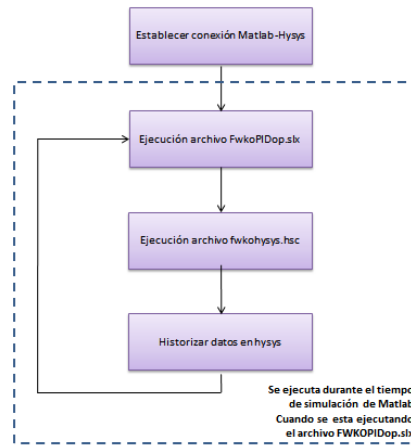 Establecer conexión Matlab-Hysys
Ejecución archivo FwkoPIDop.slx
Ejecución archivo fwkohysys.hsc
Historizar datos en hysys
Se ejecuta durante el tiempo
de simulación de Matlab
Cuando se esta ejecutando
el archivo FWKOPIDop.slx